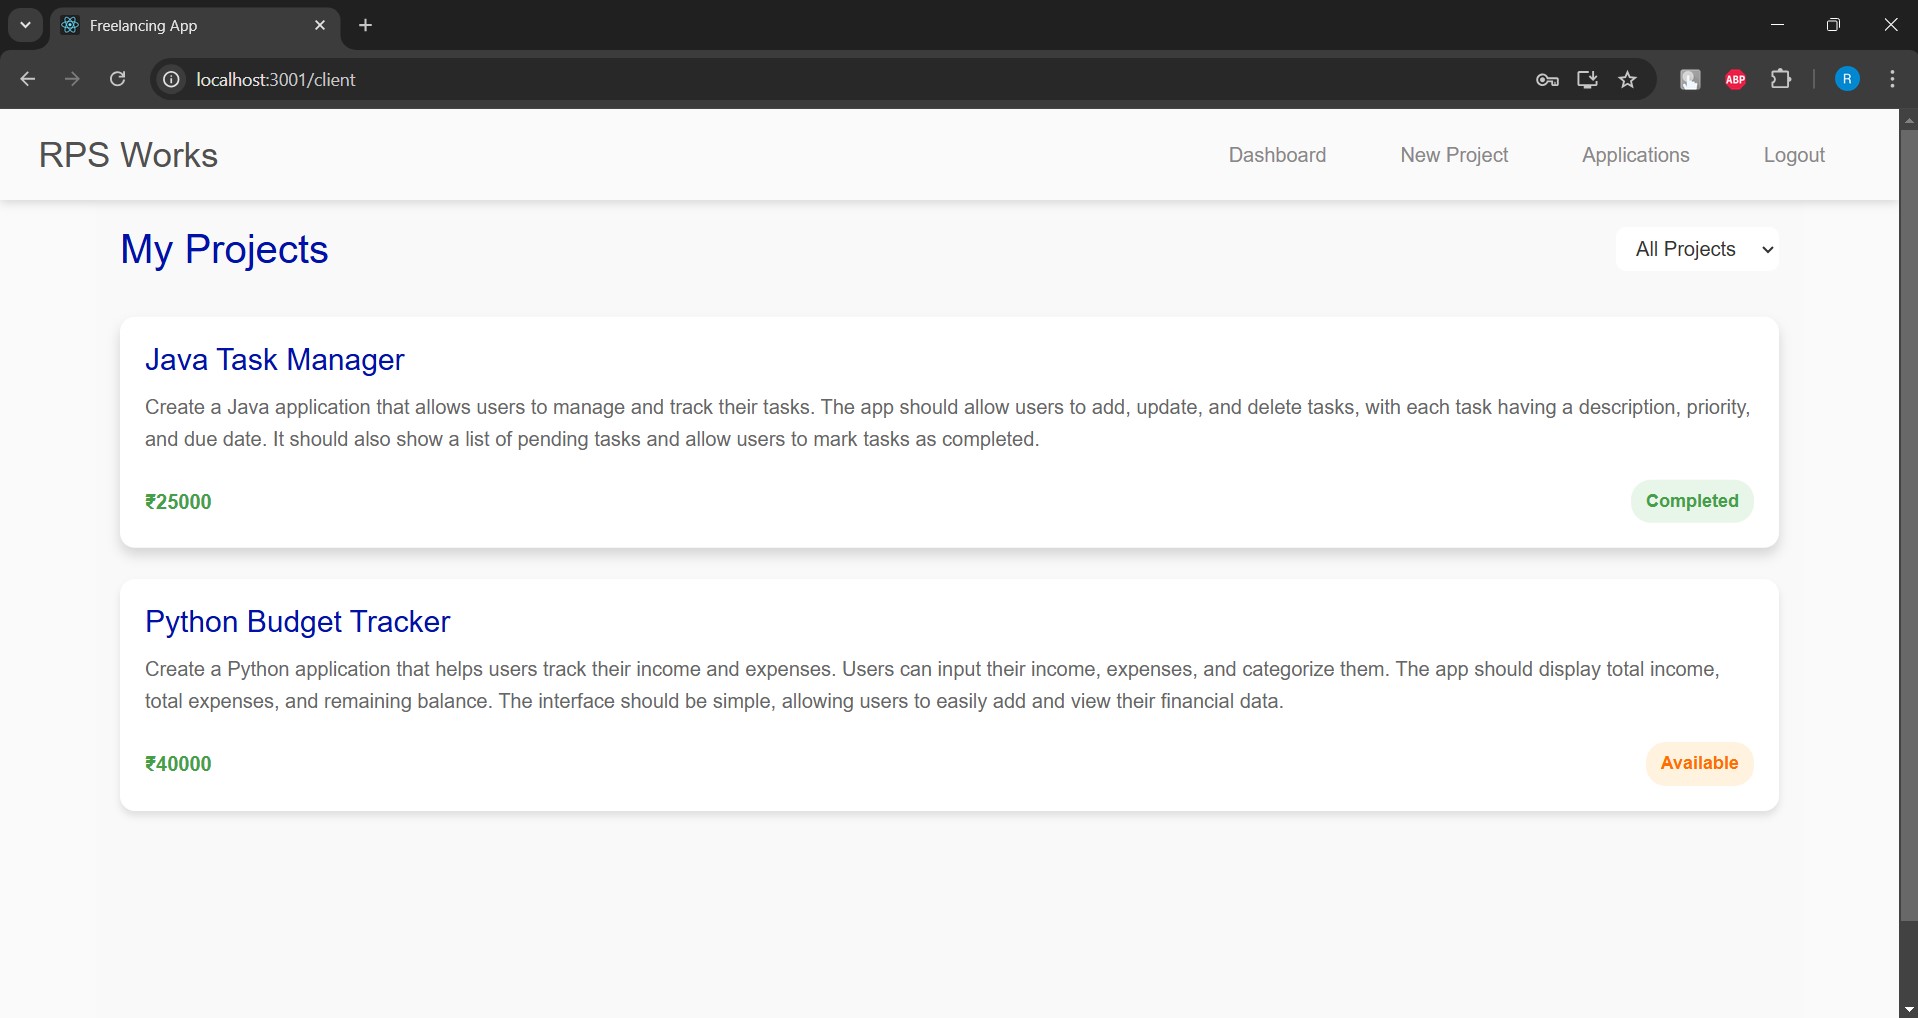 Freelancing App
localhost:3001/client
ABP
R
RPS Works
Dashboard
New Project
Applications
Logout
My Projects
All Projects
Java Task Manager
Create a Java application that allows users to manage and track their tasks. The app should allow users to add, update, and delete tasks, with each task having a description, priority,
and due date. It should also show a list of pending tasks and allow users to mark tasks as completed.
₹25000
Completed
Python Budget Tracker
Create a Python application that helps users track their income and expenses. Users can input their income, expenses, and categorize them. The app should display total income,
total expenses, and remaining balance. The interface should be simple, allowing users to easily add and view their financial data.
₹40000
Available